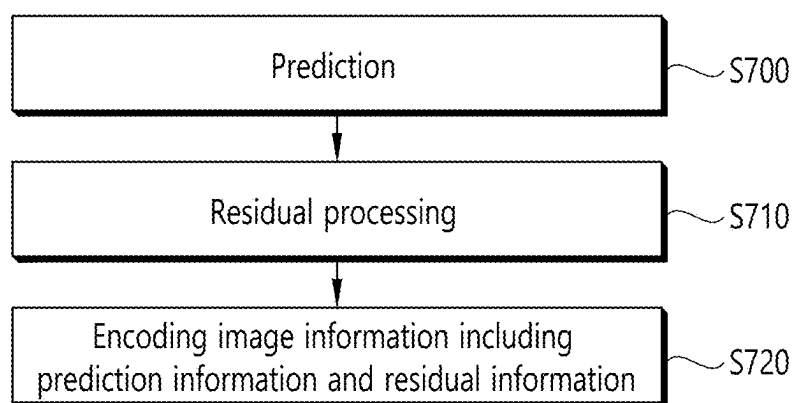 Prediction
S700
Residual processing
S710
Encoding image information including
prediction information and residual information
S720